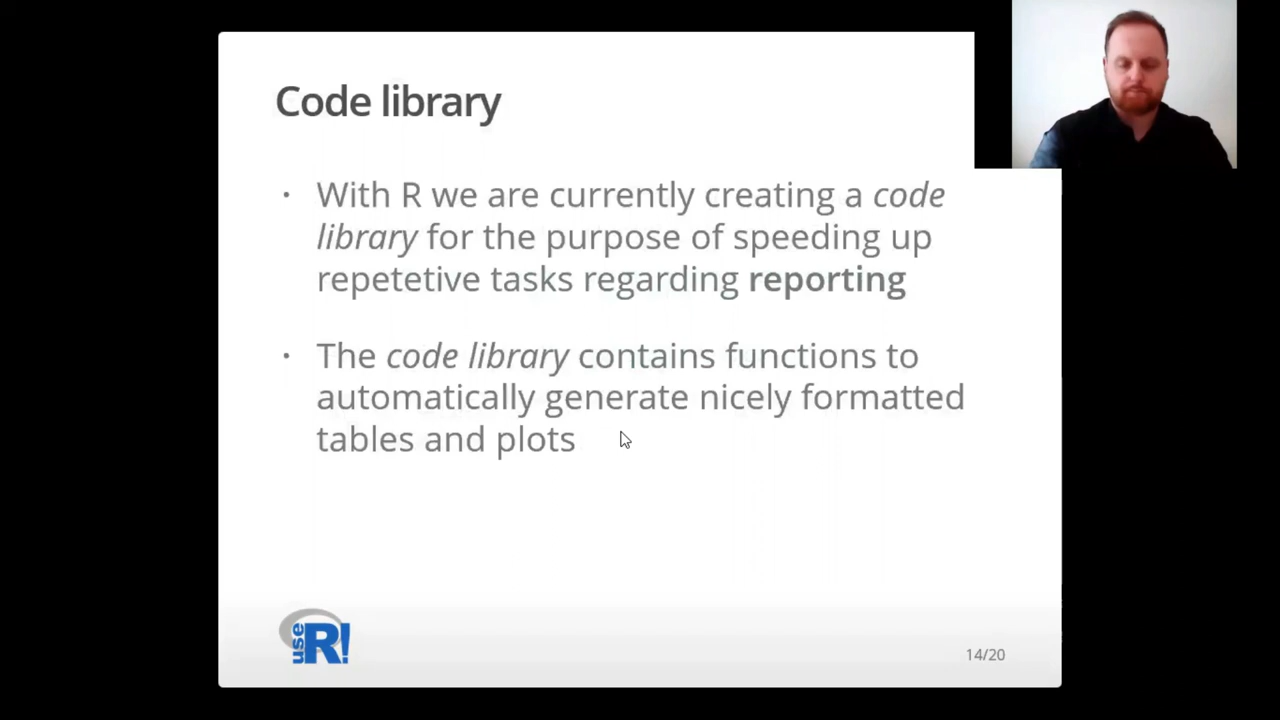 Code library
· With R we are currently creating a code
library for the purpose of speeding up
repetetive tasks regarding reporting
· The code library contains functions to
automatically generate nicely formatted
tables and plots
use R!
14/20